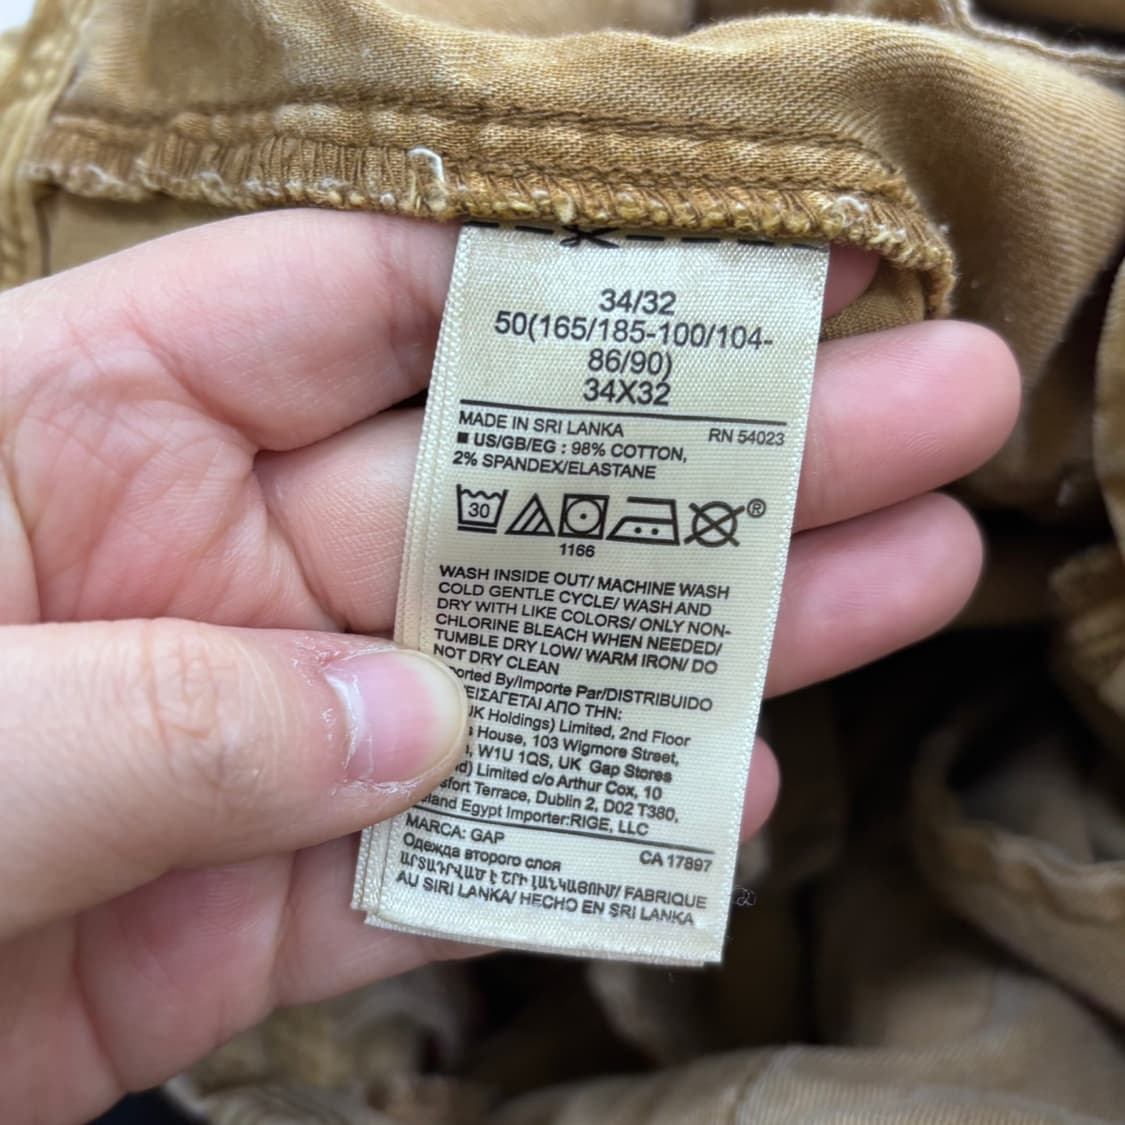 34/32
50(165/185-100/104-
86/90)
34X32
MADE IN SRI LANKA RN 54023
■ US/GB/EG : 98% COTTON,
2% SPANDEX/ELASTANE
30 ®
1166
WASH INSIDE OUT/ MACHINE WASH
COLD GENTLE CYCLE/ WASH AND
DRY WITH LIKE COLORS/ ONLY NON-
CHLORINE BLEACH WHEN NEEDED/
TUMBLE DRY LOW/ WARM IRON/ DO
NOT DRY CLEAN
ported By/Importe Par/DISTRIBUIDO
ΕΙΣΑΓΕΤΑΙ ΑΠΟ ΤΗΝ:
UK Holdings) Limited, 2nd Floor
House, 103 Wigmore Street,
W1U 1QS, UK Gap Stores
d) Limited c/o Arthur Cox, 10
sfort Terrace, Dublin 2, D02 T380,
land Egypt Importer:RIGE, LLC
MARCA: GAP CA 17897
Одежда второго слоя
ԱՐՏԱԴՐՎԱԾ Է ՇՐԻ ԼԱՆԿԱՅՈՒՄ/ FABRIQUE
AU SIRI LANKA/ HECHO EN SRI LANKA